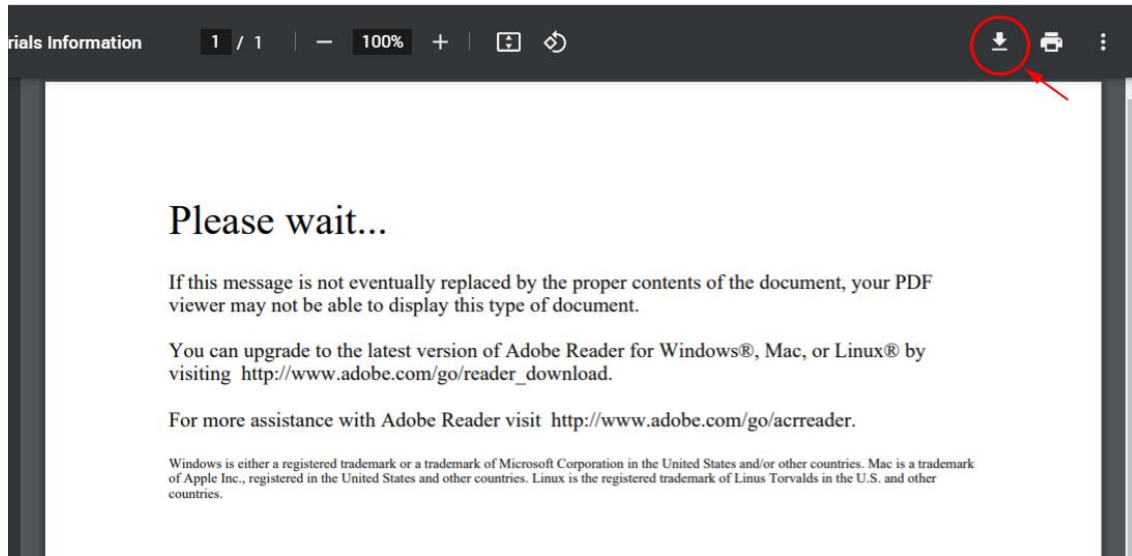 rials Information 1 / 1 100%
Please wait...
If this message is not eventually replaced by the proper contents of the document, your PDF
viewer may not be able to display this type of document.
You can upgrade to the latest version of Adobe Reader for Windows®, Mac, or Linux® by
visiting http://www.adobe.com/go/reader_download.
For more assistance with Adobe Reader visit http://www.adobe.com/go/acrreader.
Windows is either a registered trademark or a trademark of Microsoft Corporation in the United States and/or other countries. Mac is a trademark
of Apple Inc., registered in the United States and other countries. Linux is the registered trademark of Linus Torvalds in the U.S. and other
countries.